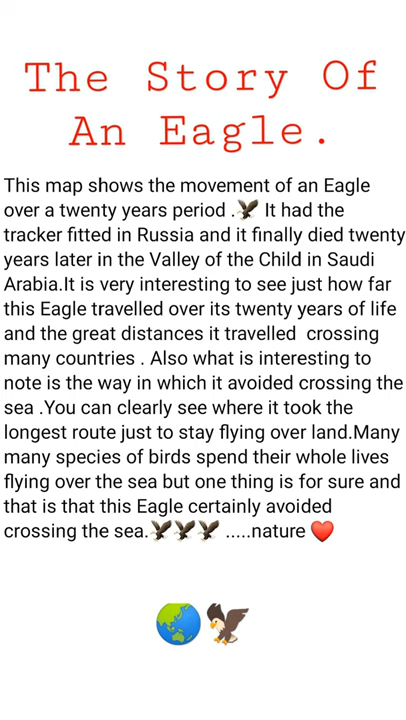 The Story Of
An Eagle.
This map shows the movement of an Eagle
over a twenty years period .🦅 It had the
tracker fitted in Russia and it finally died twenty
years later in the Valley of the Child in Saudi
Arabia.It is very interesting to see just how far
this Eagle travelled over its twenty years of life
and the great distances it travelled  crossing
many countries . Also what is interesting to
note is the way in which it avoided crossing the
sea .You can clearly see where it took the
longest route just to stay flying over land.Many
many species of birds spend their whole lives
flying over the sea but one thing is for sure and
that is that this Eagle certainly avoided
crossing the sea.🦅🦅🦅 .....nature ❤️
🌏🦅